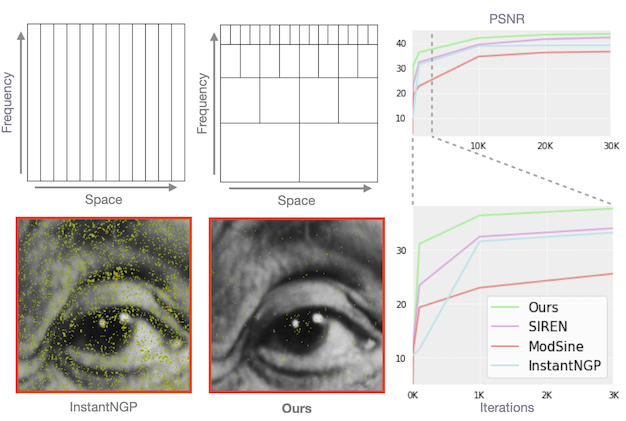 Frequency
Space
Frequency
Space
PSNR
40
30
20
10
10K
20K
30K
30
20
10
0K
1K
2K
3K
Ours
SIREN
ModSine
InstantNGP
InstantNGP
Ours
Iterations